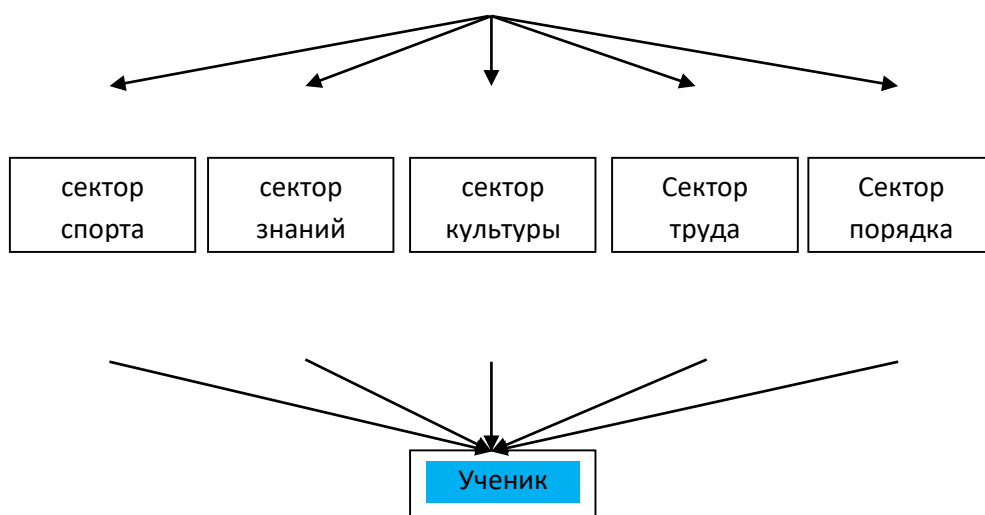 сектор
спорта
сектор
знаний
сектор
культуры
Сектор
труда
Сектор
порядка
Ученик